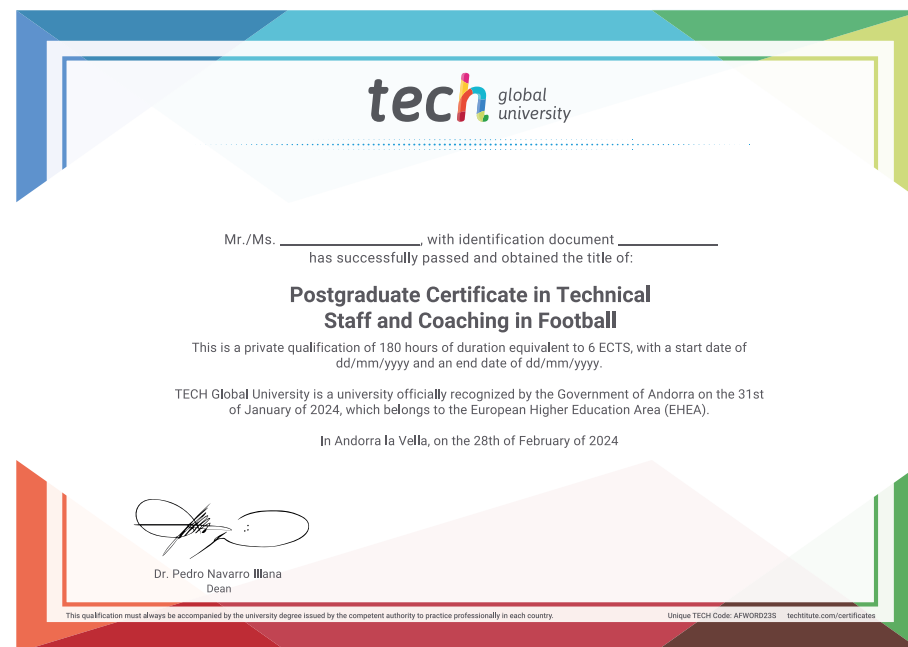 tech global university
Mr./Ms. ____________, with identification document ____________
has successfully passed and obtained the title of:
Postgraduate Certificate in Technical
Staff and Coaching in Football
This is a private qualification of 180 hours of duration equivalent to 6 ECTS, with a start date of
dd/mm/yyyy and an end date of dd/mm/yyyy.
TECH Global University is a university officially recognized by the Government of Andorra on the 31st
of January of 2024, which belongs to the European Higher Education Area (EHEA).
In Andorra la Vella, on the 28th of February of 2024
Dr. Pedro Navarro Illana
Dean
This qualification must always be accompanied by the university degree issued by the competent authority to practice professionally in each country.
Unique TECH Code: AFWORD23S techtitute.com/certificates